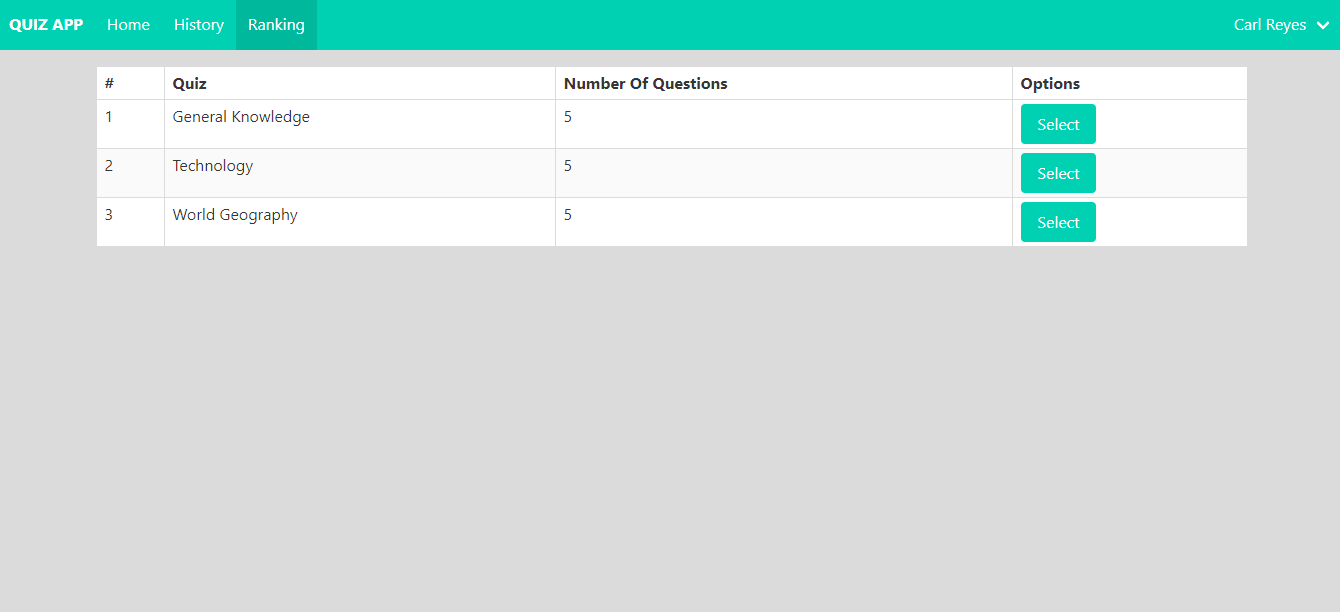 QUIZ APP Home History Ranking Carl Reyes
# Quiz Number Of Questions Options
1 General Knowledge 5 Select
2 Technology 5 Select
3 World Geography 5 Select